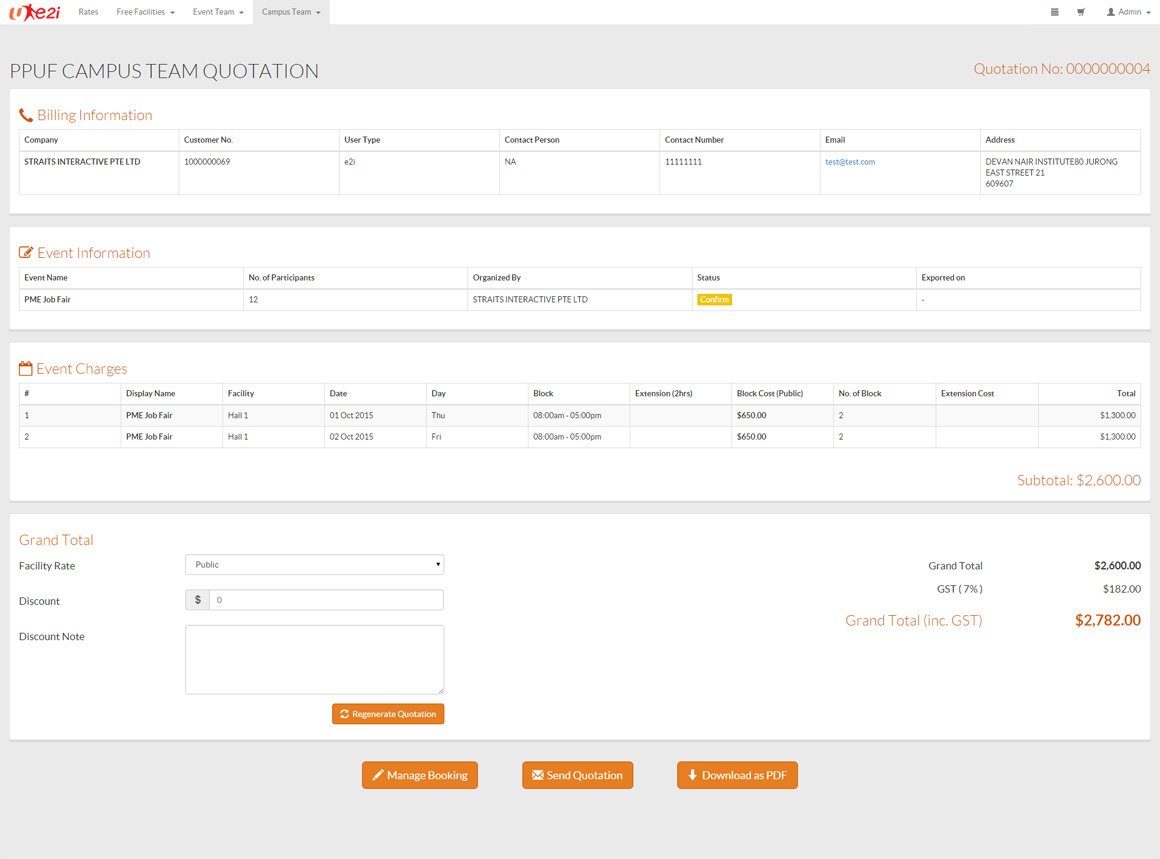 e2i Rates Free Facilities Event Team Campus Team Admin
PPUF CAMPUS TEAM QUOTATION
Quotation No: 0000000004
Billing Information
Company Customer No. User Type Contact Person Contact Number Email Address
STRAITS INTERACTIVE PTE LTD 1000000069 e2i NA 11111111 test@test.com DEVAN NAIR INSTITUTE80 JURONG
EAST STREET 21
609607
Event Information
Event Name No. of Participants Organized By Status Exported on
PME Job Fair 12 STRAITS INTERACTIVE PTE LTD Confirm -
Event Charges
# Display Name Facility Date Day Block Extension (2hrs) Block Cost (Public) No. of Block Extension Cost Total
1 PME Job Fair Hall 1 01 Oct 2015 Thu 08:00am - 05:00pm $650.00 2 $1,300.00
2 PME Job Fair Hall 1 02 Oct 2015 Fri 08:00am - 05:00pm $650.00 2 $1,300.00
Subtotal: $2,600.00
Grand Total
Facility Rate Public
Discount $ 0
Discount Note
Regenerate Quotation
Grand Total $2,600.00
GST ( 7% ) $182.00
Grand Total (inc. GST) $2,782.00
Manage Booking Send Quotation Download as PDF